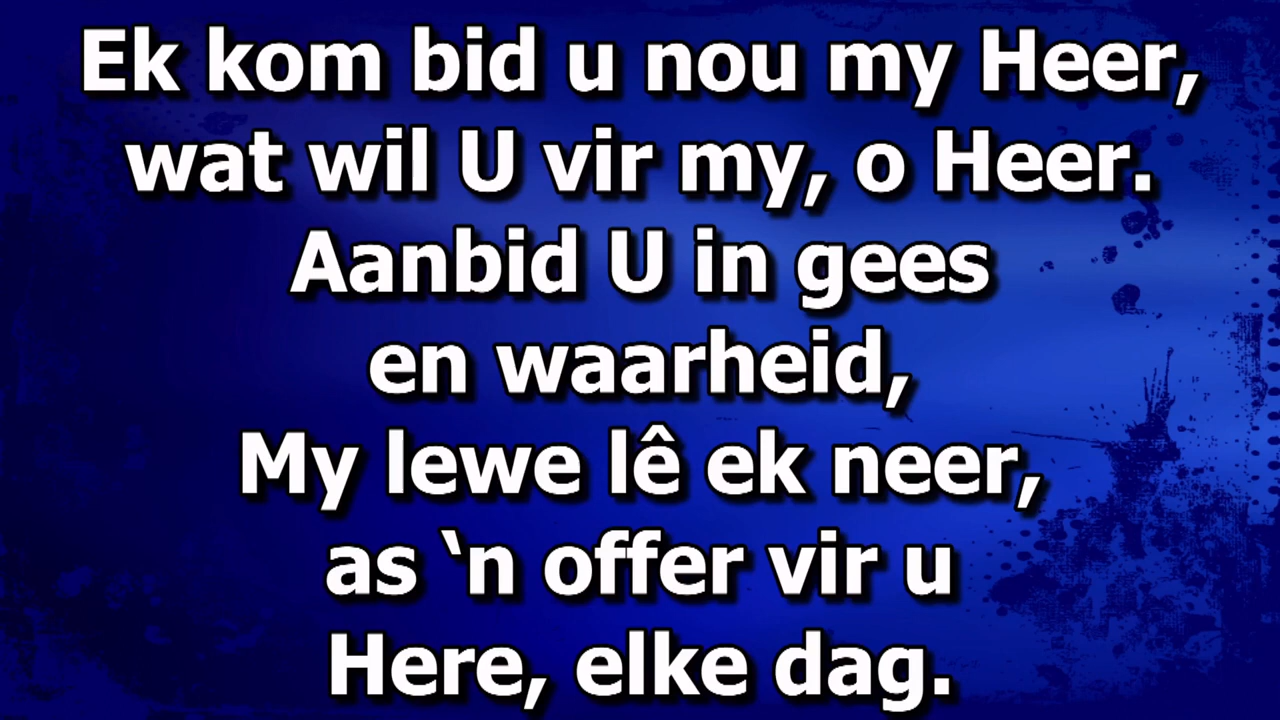 Ek kom bid u nou my Heer,
wat wil U vir my, o Heer.
Aanbid U in gees
en waarheid,
My lewe lê ek neer,
as ‘n offer vir u
Here, elke dag.